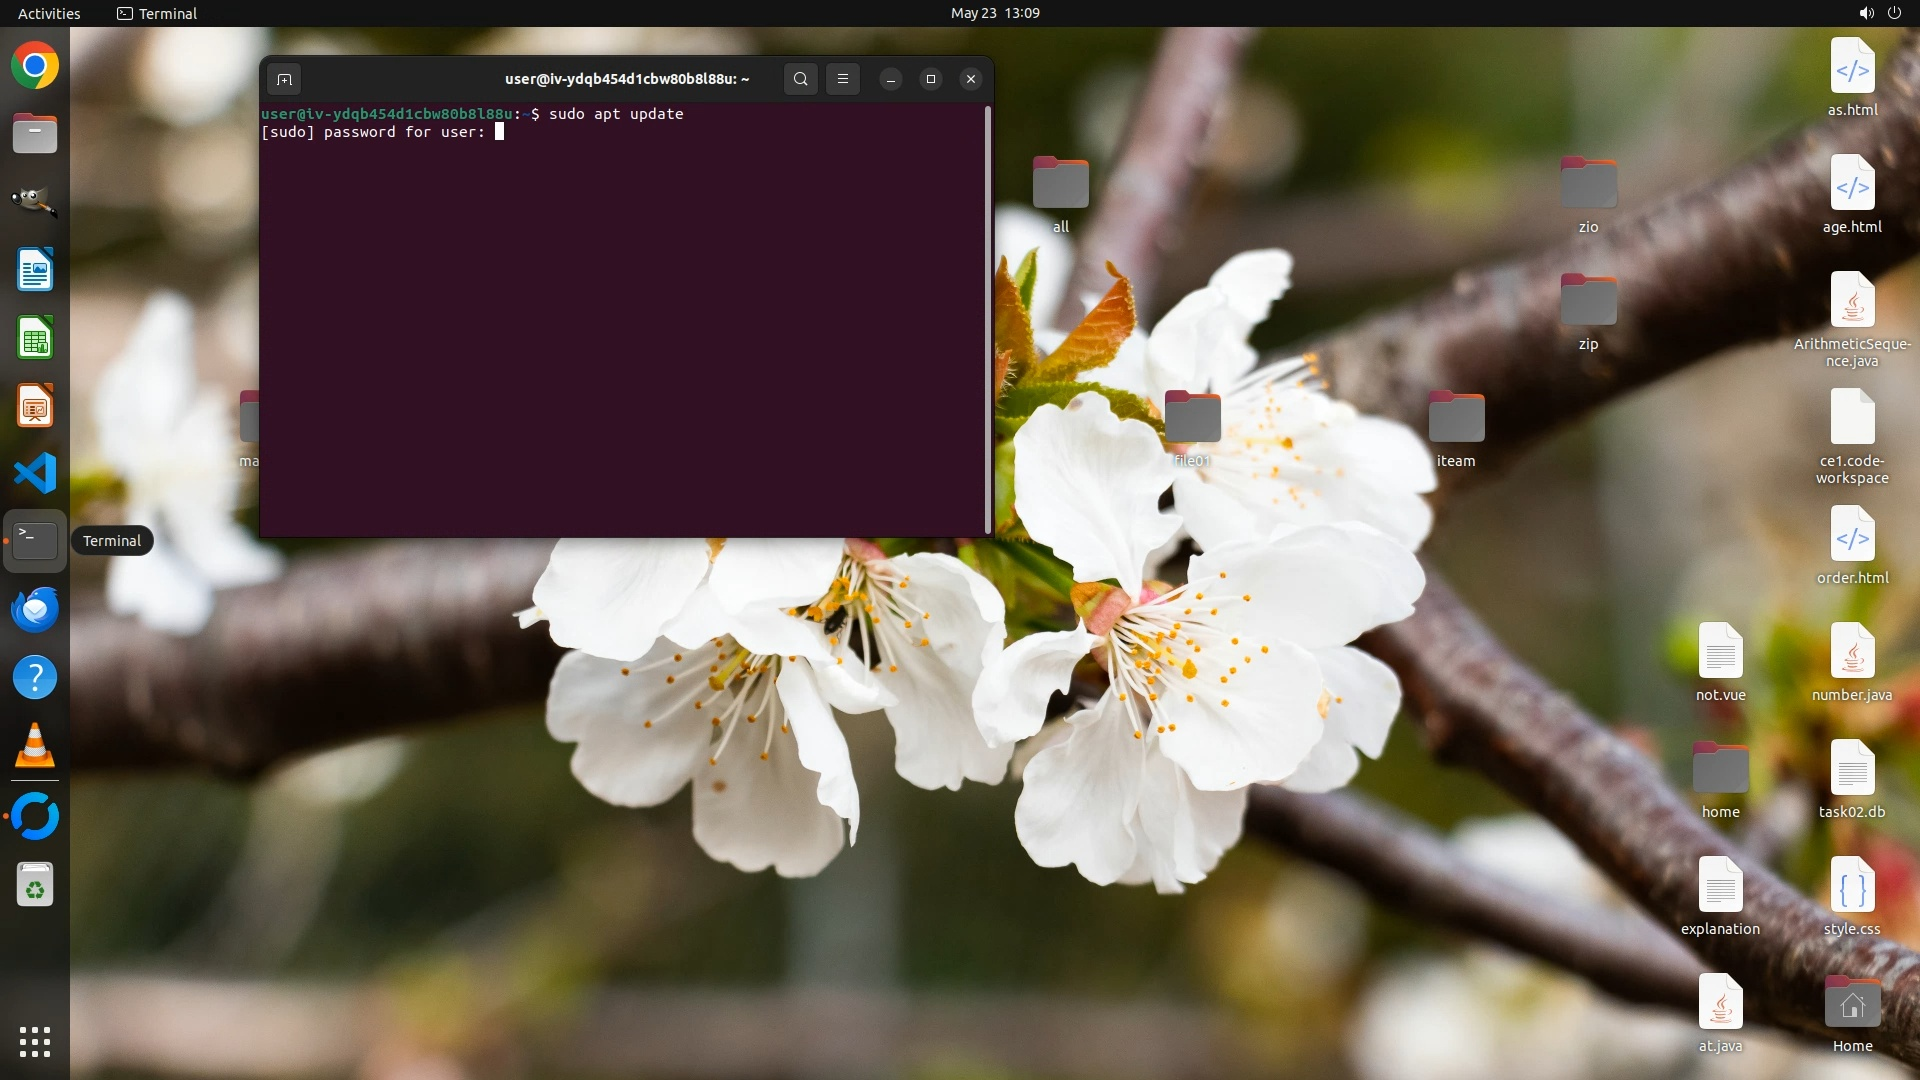 Activities
Terminal
May 23 13:09
user@iv-ydqb454d1cbw80b8l88u: ~
user@iv-ydqb454d1cbw80b8l88u:~$ sudo apt update
[sudo] password for user:
as.html
all
zio
age.html
zip
ArithmeticSeque-
nce.java
ma
file01
iteam
ce1.code-
workspace
Terminal
order.html
not.vue
number.java
home
task02.db
explanation
style.css
at.java
Home